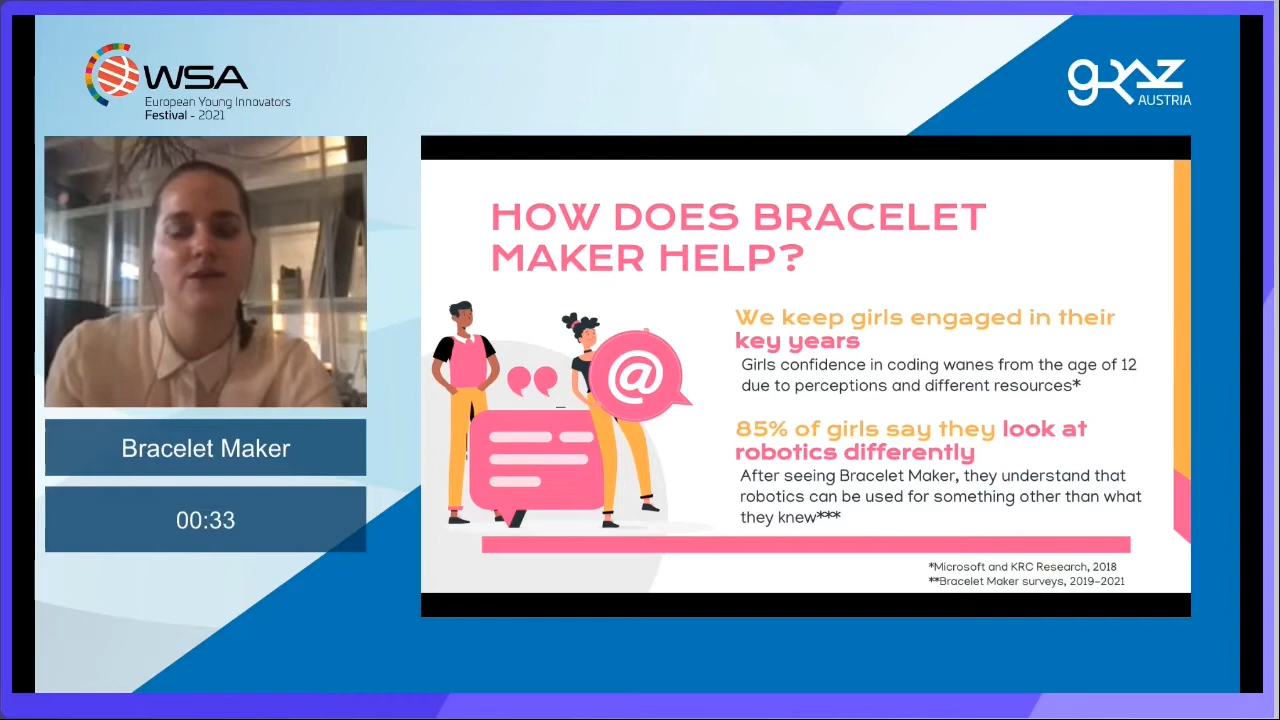 WSA
European Young Innovators
Festival - 2021
GRAZ
AUSTRIA
Bracelet Maker
00:33
HOW DOES BRACELET
MAKER HELP?
We keep girls engaged in their
key years
Girls confidence in coding wanes from the age of 12
due to perceptions and different resources*
@
85% of girls say they look at
robotics differently
After seeing Bracelet Maker, they understand that
robotics can be used for something other than what
they knew***
*Microsoft and KRC Research, 2018
**Bracelet Maker surveys, 2019-2021